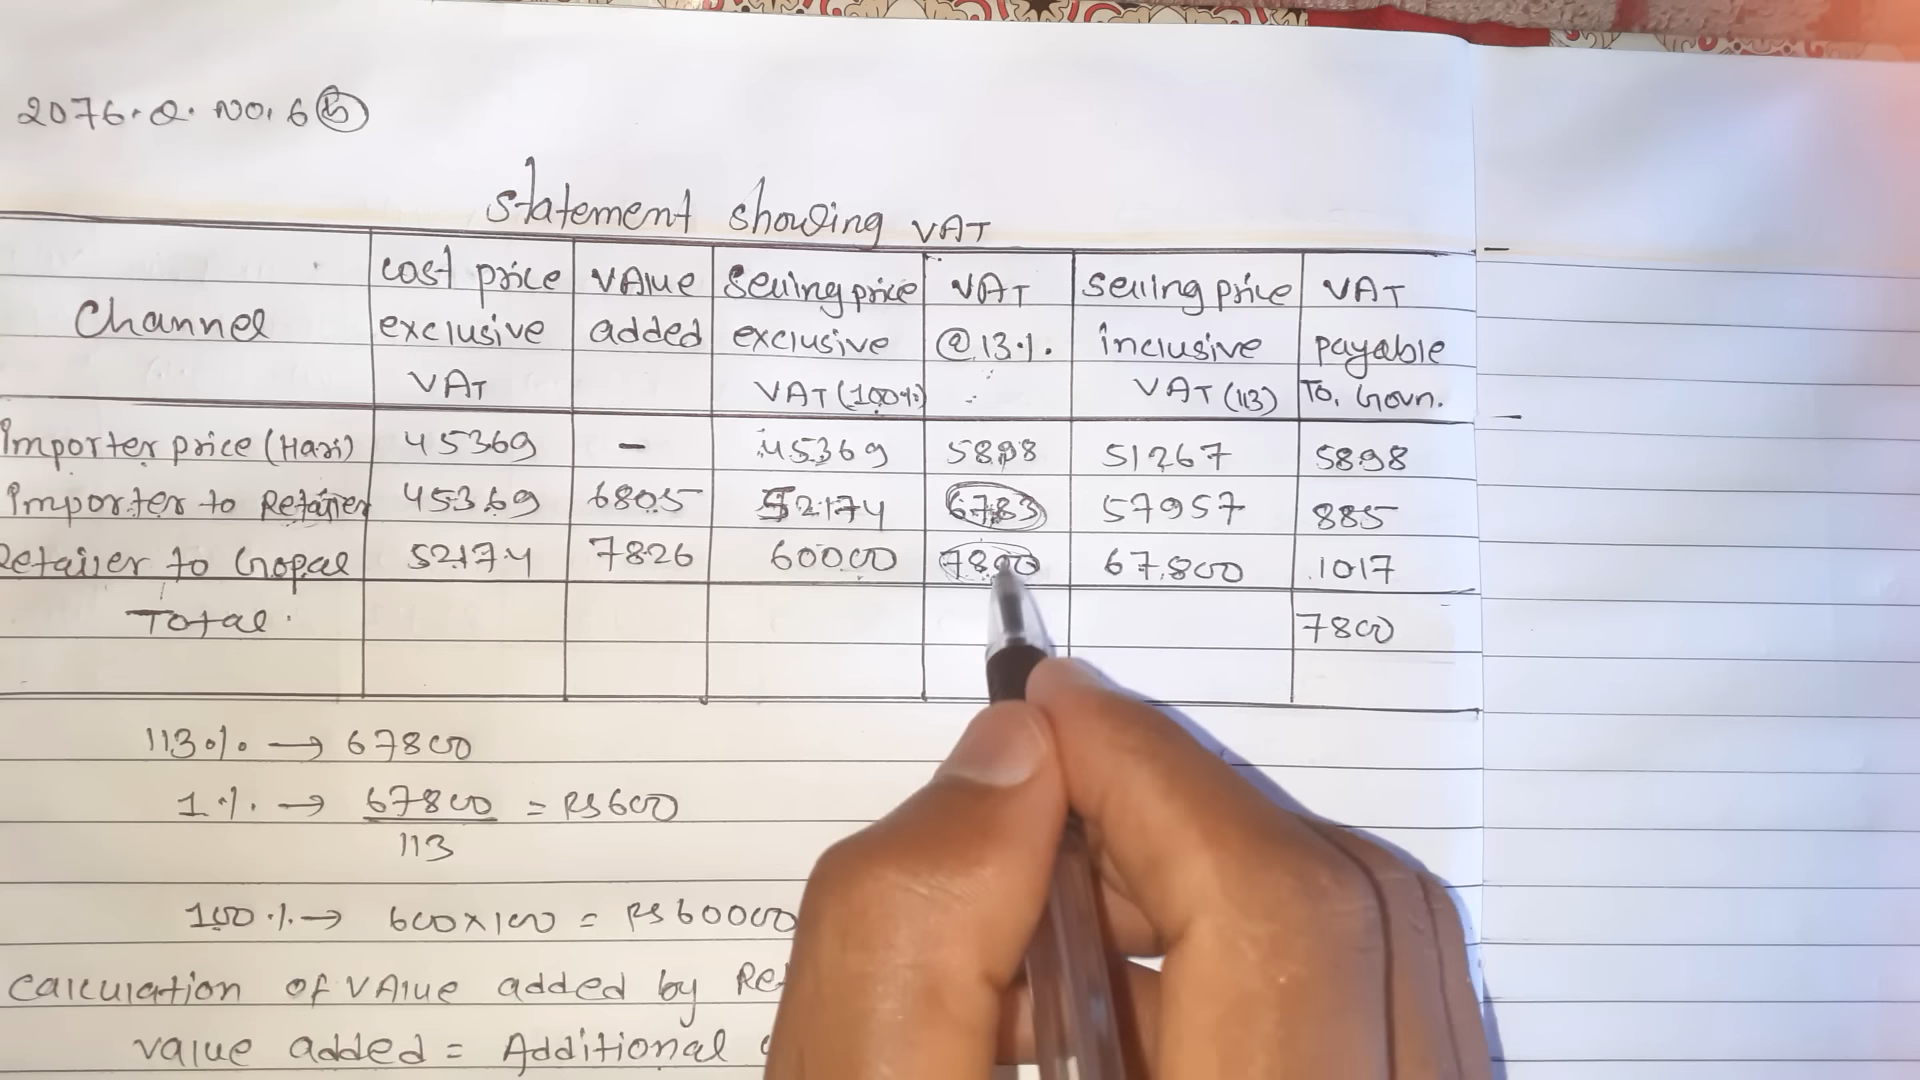 2076. Q. NO. 6 (b)
Statement showing VAT
Channel | cost price exclusive VAT | VAlue added | Selling price exclusive VAT (100%) | VAT @ 13%. | Selling price inclusive VAT (113) | VAT payable To. Govn.
Importer price (Hari) | 45369 | - | 45369 | 5898 | 51267 | 5898
Importer to Retailer | 45369 | 6805 | 52174 | 6783 | 57957 | 885
Retailer to Gopal | 52174 | 7826 | 60000 | 7800 | 67,800 | 1017
Total | 7800
113% → 67800
1% → 67800 / 113 = RS 600
100% → 600 x 100 = RS 60000
Calculation of VAlue added by
value added = Additional